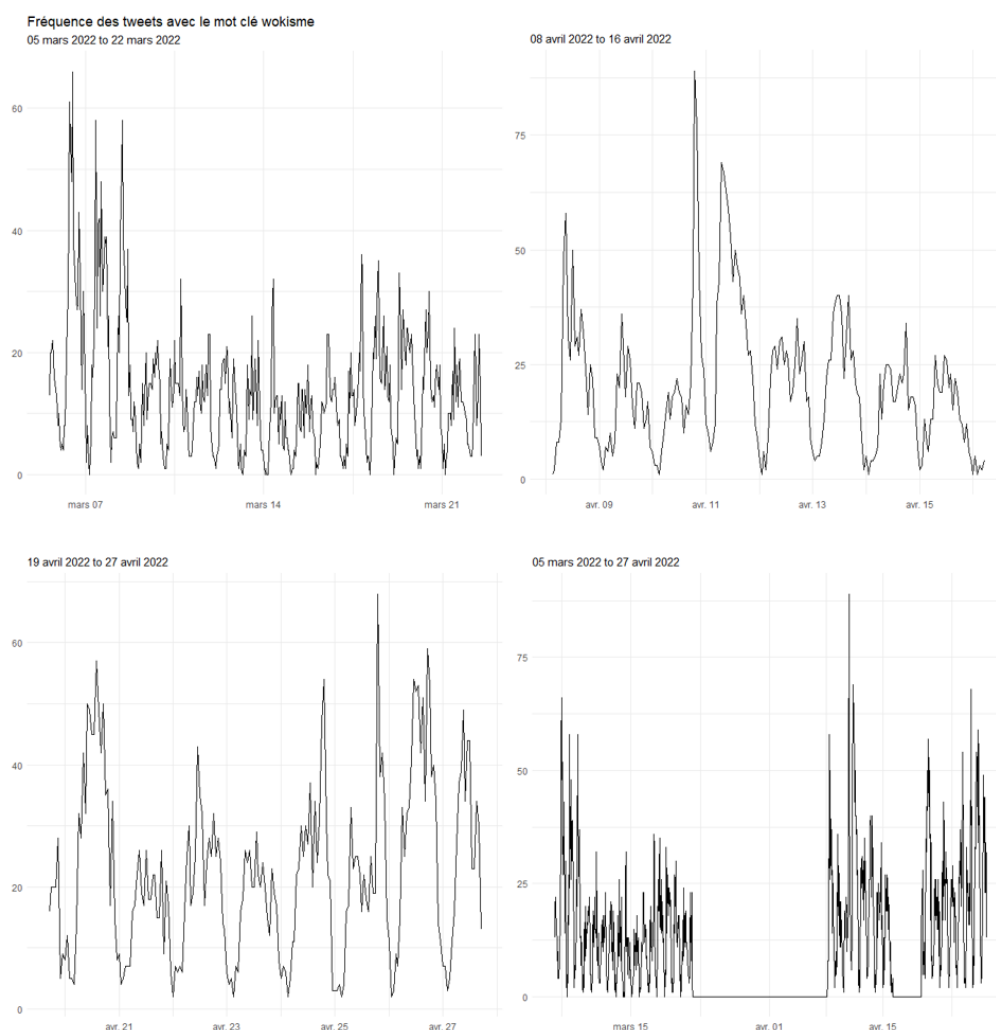 Fréquence des tweets avec le mot clé wokisme
05 mars 2022 to 22 mars 2022
60
40
20
0
mars 07
mars 14
mars 21
08 avril 2022 to 16 avril 2022
75
50
25
0
avr. 09
avr. 11
avr. 13
avr. 15
19 avril 2022 to 27 avril 2022
60
40
20
0
avr. 21
avr. 23
avr. 25
avr. 27
05 mars 2022 to 27 avril 2022
75
50
25
0
mars 15
avr. 01
avr. 15